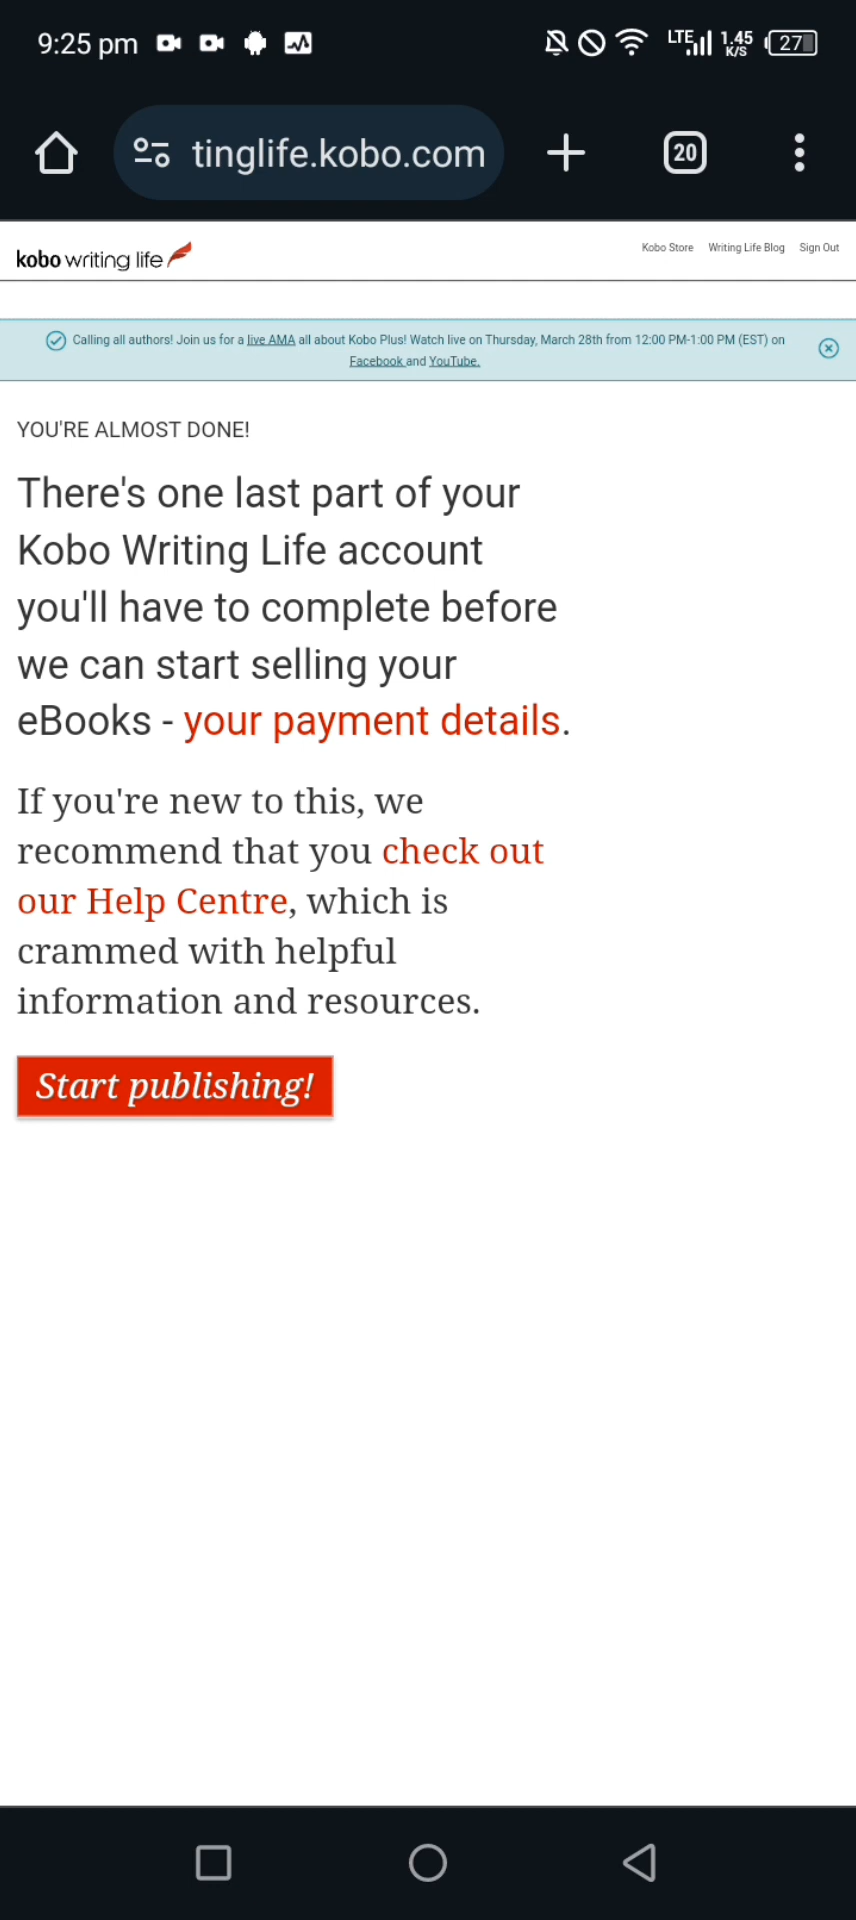 9:25 pm
LTE 1.45 K/S 27
tinglife.kobo.com
20
kobo writing life
Kobo Store Writing Life Blog Sign Out
Calling all authors! Join us for a live AMA all about Kobo Plus! Watch live on Thursday, March 28th from 12:00 PM-1:00 PM (EST) on
Facebook and YouTube.
YOU'RE ALMOST DONE!
There's one last part of your
Kobo Writing Life account
you'll have to complete before
we can start selling your
eBooks - your payment details.
If you're new to this, we
recommend that you check out
our Help Centre, which is
crammed with helpful
information and resources.
Start publishing!